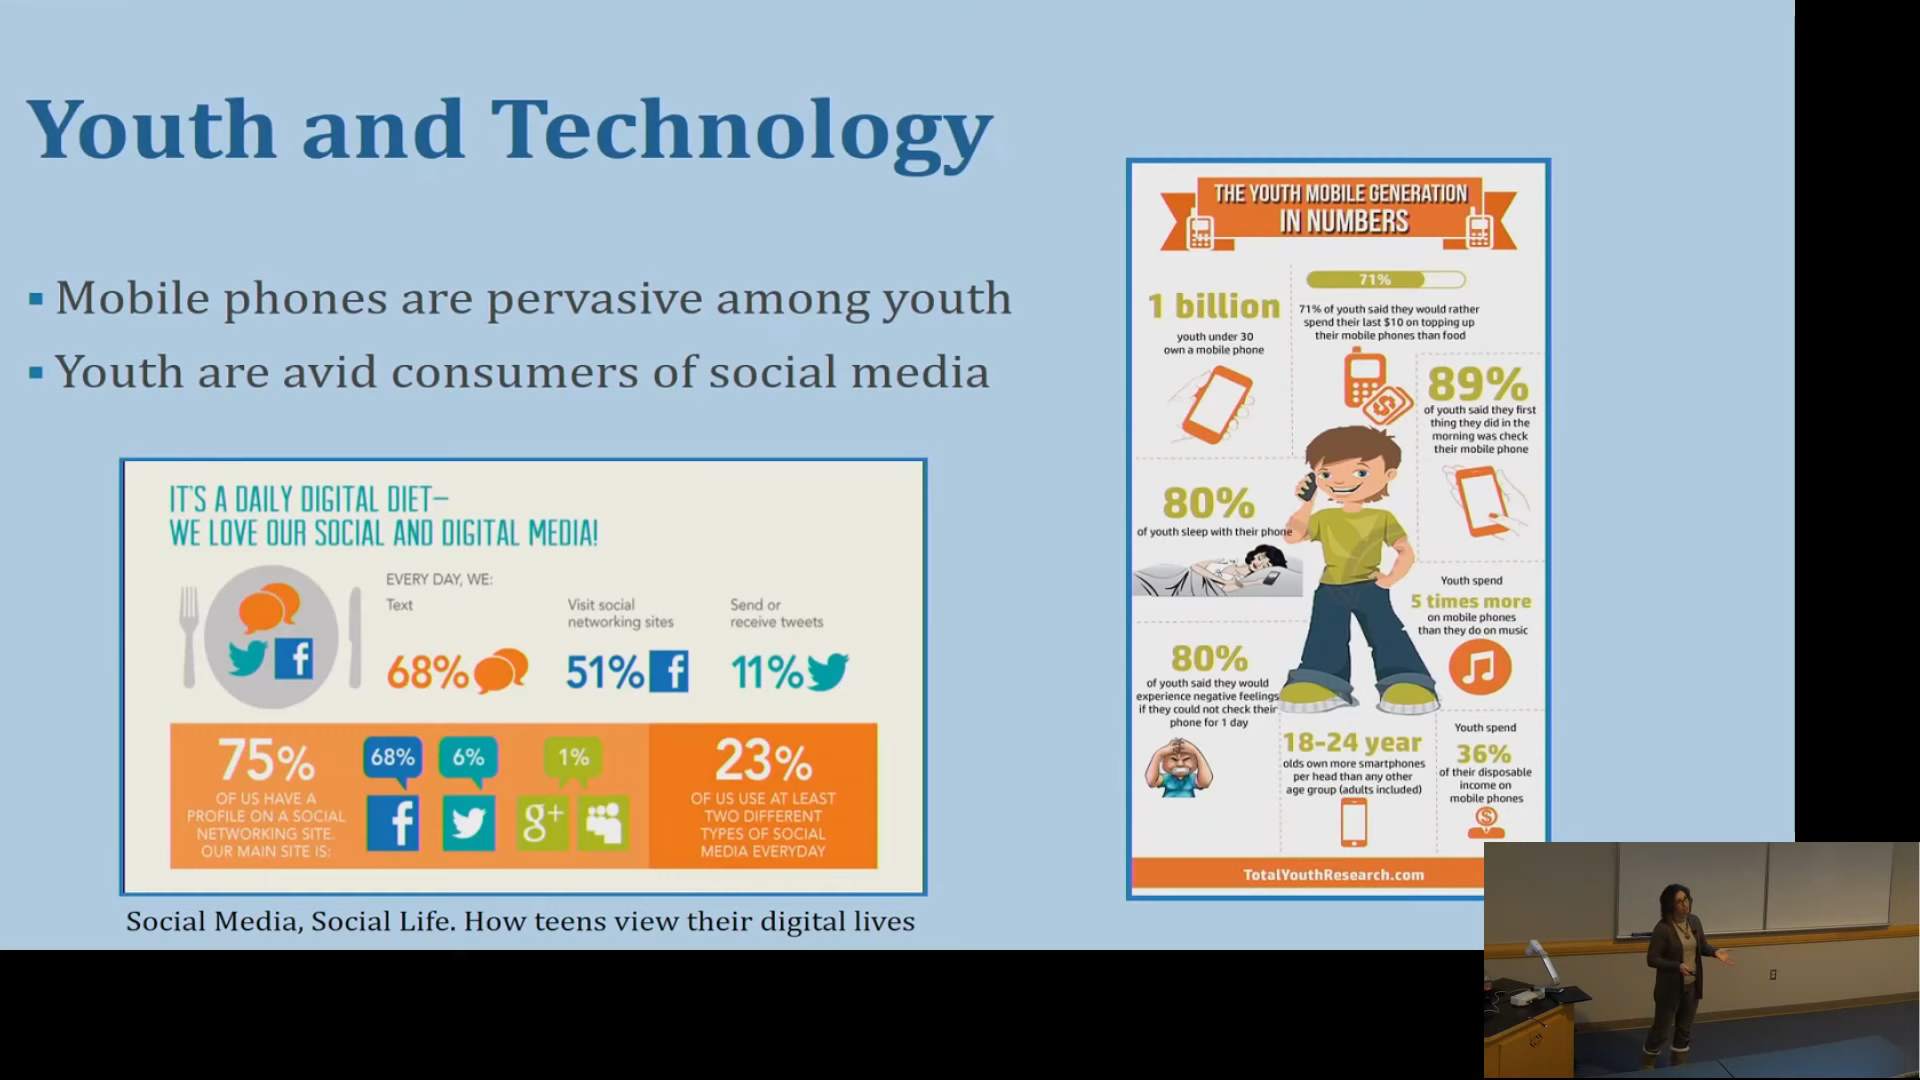 Youth and Technology
Mobile phones are pervasive among youth
Youth are avid consumers of social media
IT'S A DAILY DIGITAL DIET–
WE LOVE OUR SOCIAL AND DIGITAL MEDIA!
EVERY DAY, WE:
Text
68%
Visit social
networking sites
51%
f
Send or
receive tweets
11%
75%
OF US HAVE A
PROFILE ON A SOCIAL
NETWORKING SITE.
OUR MAIN SITE IS:
68%
f
6%
1%
g+
23%
OF US USE AT LEAST
TWO DIFFERENT
TYPES OF SOCIAL
MEDIA EVERYDAY
Social Media, Social Life. How teens view their digital lives
THE YOUTH MOBILE GENERATION
IN NUMBERS
1 billion
youth under 30
own a mobile phone
71%
71% of youth said they would rather
spend their last $10 on topping up
their mobile phones than food
89%
of youth said they first
thing they did in the
morning was check
their mobile phone
80%
of youth sleep with their phone
Youth spend
5 times more
on mobile phones
than they do on music
80%
of youth said they would
experience negative feelings
if they could not check their
phone for 1 day
18-24 year
olds own more smartphones
per head than any other
age group (adults included)
Youth spend
36%
of their disposable
income on
mobile phones
TotalYouthResearch.com